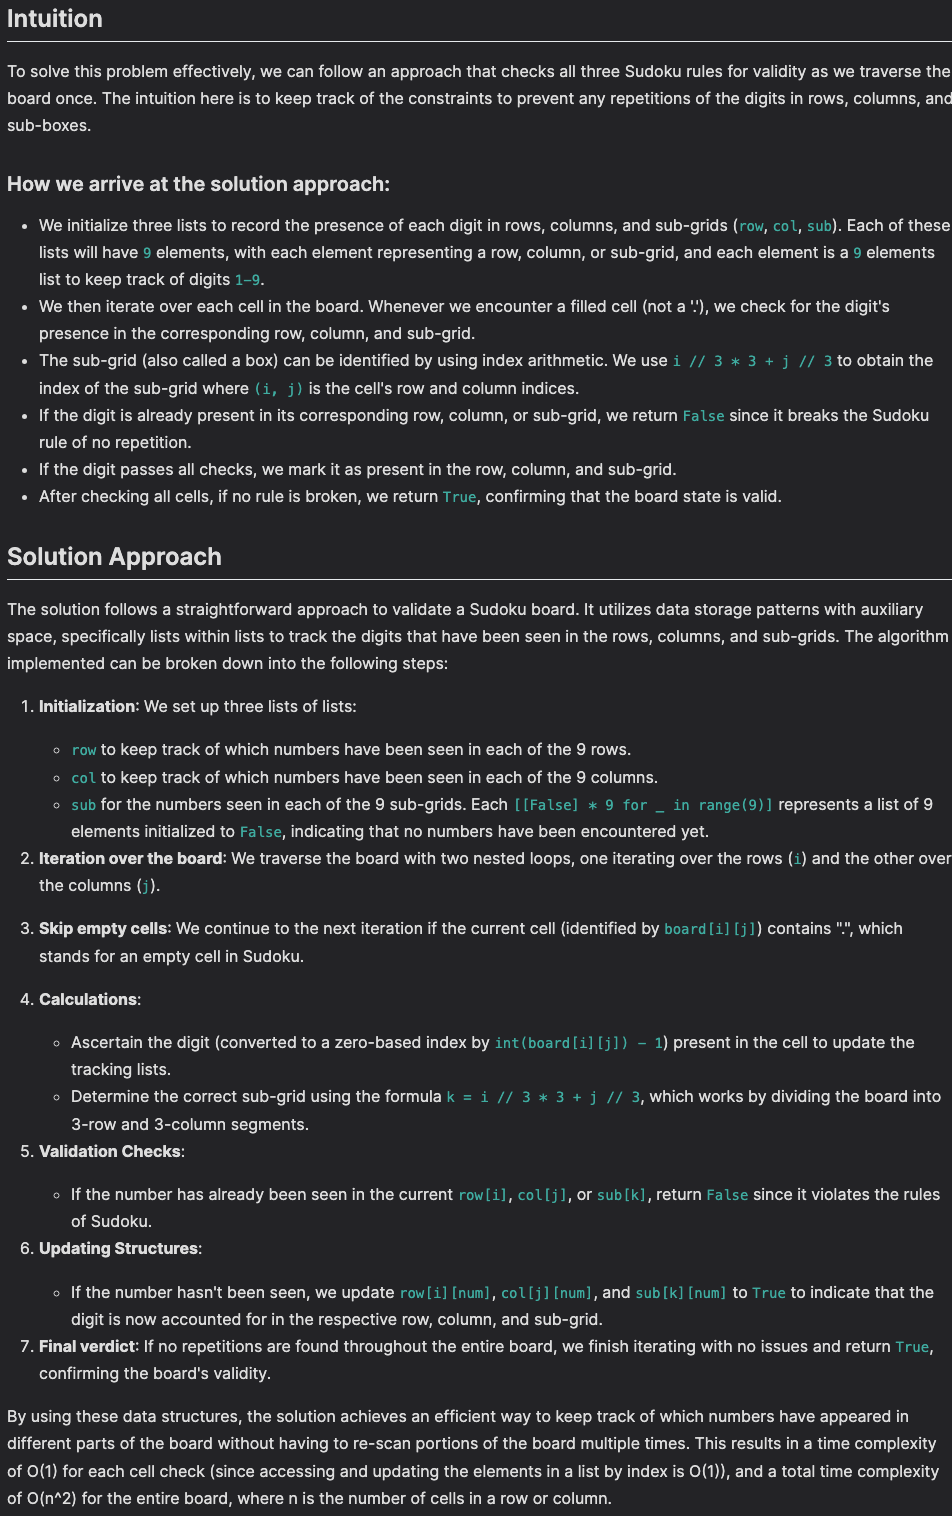 Intuition
To solve this problem effectively, we can follow an approach that checks all three Sudoku rules for validity as we traverse the
board once. The intuition here is to keep track of the constraints to prevent any repetitions of the digits in rows, columns, and
sub-boxes.
How we arrive at the solution approach:
• We initialize three lists to record the presence of each digit in rows, columns, and sub-grids (row, col, sub). Each of these
lists will have 9 elements, with each element representing a row, column, or sub-grid, and each element is a 9 elements
list to keep track of digits 1–9.
• We then iterate over each cell in the board. Whenever we encounter a filled cell (not a '.'), we check for the digit's
presence in the corresponding row, column, and sub-grid.
• The sub-grid (also called a box) can be identified by using index arithmetic. We use i // 3 * 3 + j // 3 to obtain the
index of the sub-grid where (i, j) is the cell's row and column indices.
• If the digit is already present in its corresponding row, column, or sub-grid, we return False since it breaks the Sudoku
rule of no repetition.
• If the digit passes all checks, we mark it as present in the row, column, and sub-grid.
• After checking all cells, if no rule is broken, we return True, confirming that the board state is valid.
Solution Approach
The solution follows a straightforward approach to validate a Sudoku board. It utilizes data storage patterns with auxiliary
space, specifically lists within lists to track the digits that have been seen in the rows, columns, and sub-grids. The algorithm
implemented can be broken down into the following steps:
1. Initialization: We set up three lists of lists:
◦ row to keep track of which numbers have been seen in each of the 9 rows.
◦ col to keep track of which numbers have been seen in each of the 9 columns.
◦ sub for the numbers seen in each of the 9 sub-grids. Each [[False] * 9 for _ in range(9)] represents a list of 9
elements initialized to False, indicating that no numbers have been encountered yet.
2. Iteration over the board: We traverse the board with two nested loops, one iterating over the rows (i) and the other over
the columns (j).
3. Skip empty cells: We continue to the next iteration if the current cell (identified by board[i][j]) contains ".", which
stands for an empty cell in Sudoku.
4. Calculations:
◦ Ascertain the digit (converted to a zero-based index by int(board[i][j]) - 1) present in the cell to update the
tracking lists.
◦ Determine the correct sub-grid using the formula k = i // 3 * 3 + j // 3, which works by dividing the board into
3-row and 3-column segments.
5. Validation Checks:
◦ If the number has already been seen in the current row[i], col[j], or sub[k], return False since it violates the rules
of Sudoku.
6. Updating Structures:
◦ If the number hasn't been seen, we update row[i][num], col[j][num], and sub[k][num] to True to indicate that the
digit is now accounted for in the respective row, column, and sub-grid.
7. Final verdict: If no repetitions are found throughout the entire board, we finish iterating with no issues and return True,
confirming the board's validity.
By using these data structures, the solution achieves an efficient way to keep track of which numbers have appeared in
different parts of the board without having to re-scan portions of the board multiple times. This results in a time complexity
of O(1) for each cell check (since accessing and updating the elements in a list by index is O(1)), and a total time complexity
of O(n^2) for the entire board, where n is the number of cells in a row or column.